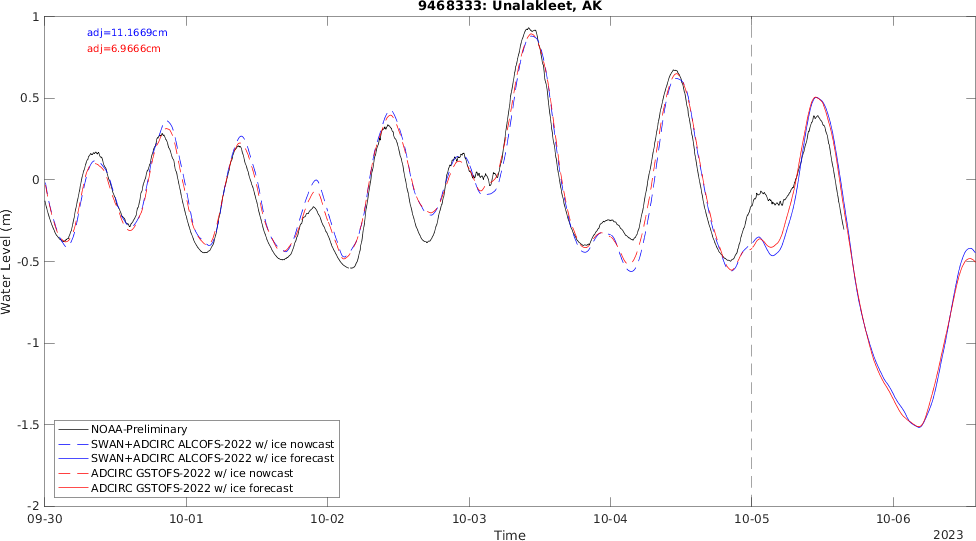 9468333: Unalakleet, AK
adj=11.1669cm
adj=6.9666cm
1
0.5
0
-0.5
-1
-1.5
-2
Water Level (m)
NOAA-Preliminary
SWAN+ADCIRC ALCOFS-2022 w/ ice nowcast
SWAN+ADCIRC ALCOFS-2022 w/ ice forecast
ADCIRC GSTOFS-2022 w/ ice nowcast
ADCIRC GSTOFS-2022 w/ ice forecast
09-30 10-01 10-02 10-03 10-04 10-05 10-06
Time
2023